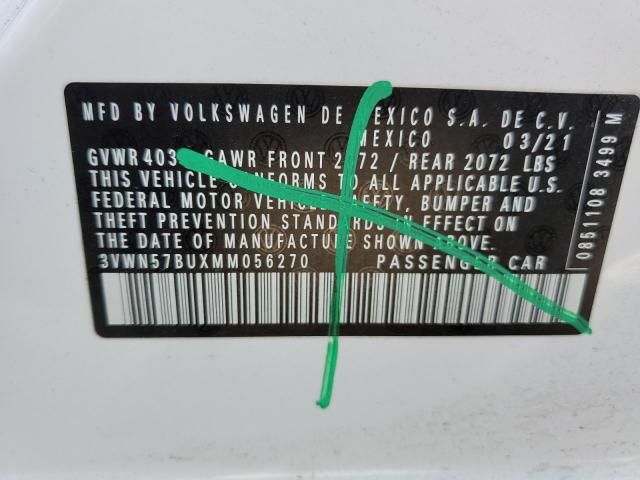 MFD BY VOLKSWAGEN DE MEXICO S.A. DE C.V.
MEXICO 03/21
GVWR 403 GAWR FRONT 2 72 / REAR 2072 LBS
THIS VEHICLE CONFORMS TO ALL APPLICABLE U.S.
FEDERAL MOTOR VEHICLE SAFETY, BUMPER AND
THEFT PREVENTION STANDARDS IN EFFECT ON
THE DATE OF MANUFACTURE SHOWN ABOVE.
3VWN57BUXMM056270 PASSENGER CAR
0851108 3499 M